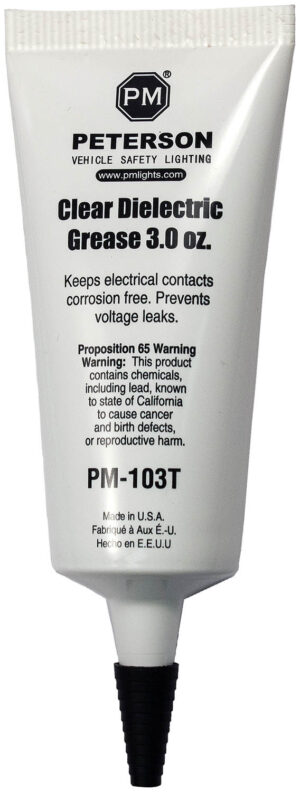 PM®
PETERSON
VEHICLE SAFETY LIGHTING
www.pmlights.com
Clear Dielectric
Grease 3.0 oz.
Keeps electrical contacts
corrosion free. Prevents
voltage leaks.
Proposition 65 Warning
Warning: This product
contains chemicals,
including lead, known
to state of California
to cause cancer
and birth defects,
or reproductive harm.
PM-103T
Made in U.S.A.
Fabriqué à Aux É.-U.
Hecho en E.E.U.U